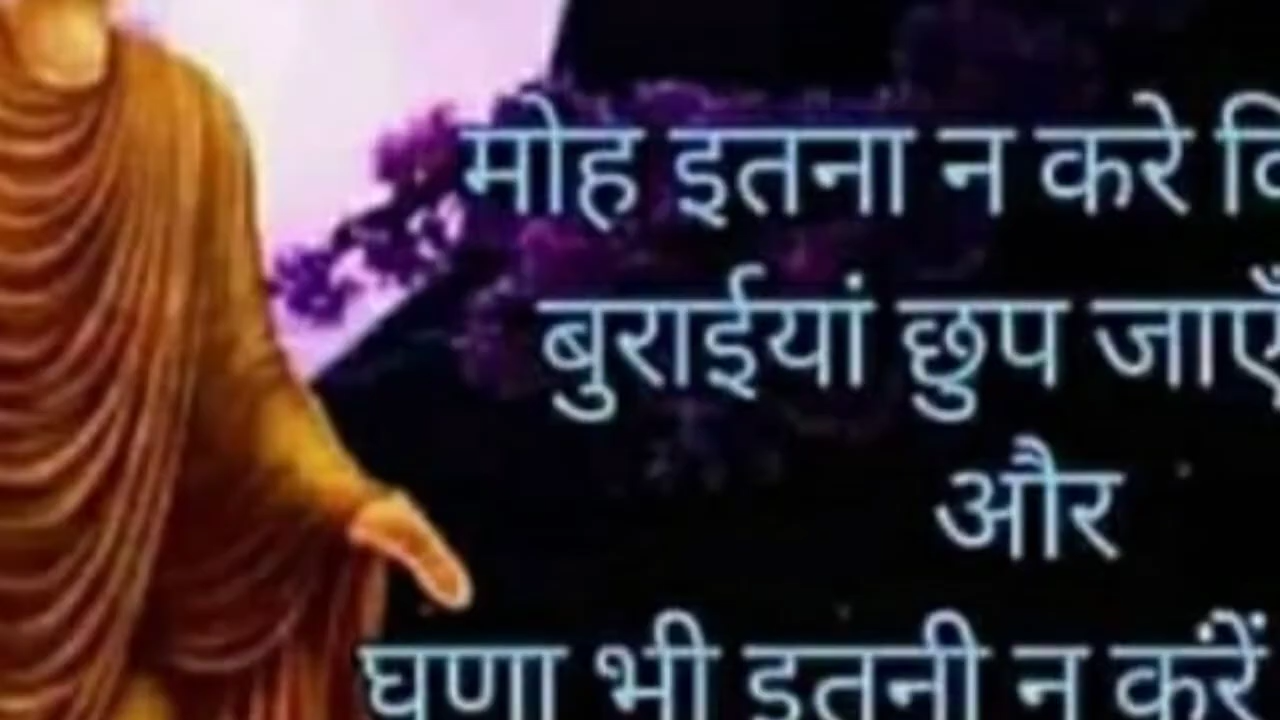 मोह इतना न करे कि
बुराईयां छुप जाएँ
और
घृणा भी इतनी न करें